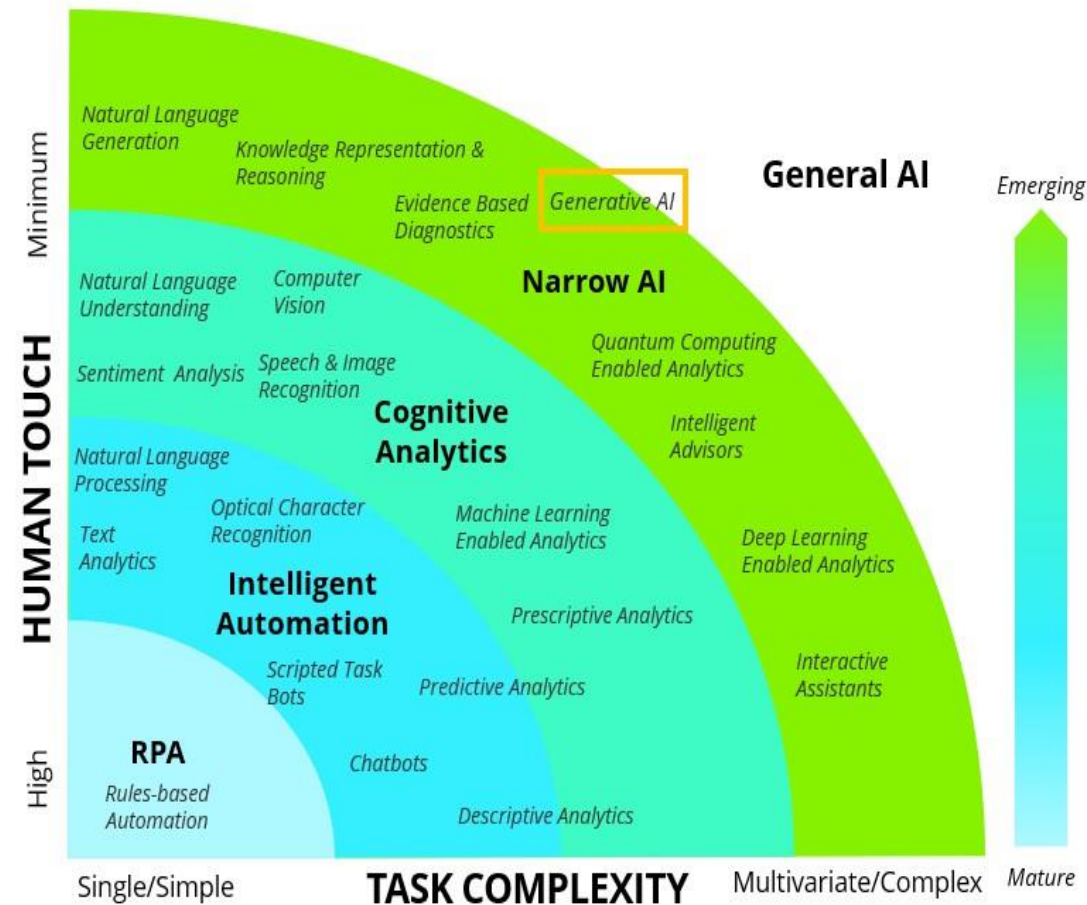 Natural Language
Generation
Knowledge Representation &
Reasoning
Evidence Based
Diagnostics
Generative AI
General AI
Narrow AI
Quantum Computing
Enabled Analytics
Intelligent
Advisors
Deep Learning
Enabled Analytics
Interactive
Assistants
Natural Language
Understanding
Computer
Vision
Sentiment Analysis
Speech & Image
Recognition
Cognitive
Analytics
Machine Learning
Enabled Analytics
Prescriptive Analytics
Natural Language
Processing
Optical Character
Recognition
Text
Analytics
Intelligent
Automation
Scripted Task
Bots
Predictive Analytics
Chatbots
Descriptive Analytics
RPA
Rules-based
Automation
Minimum
HUMAN TOUCH
High
Single/Simple
TASK COMPLEXITY
Multivariate/Complex
Emerging
Mature